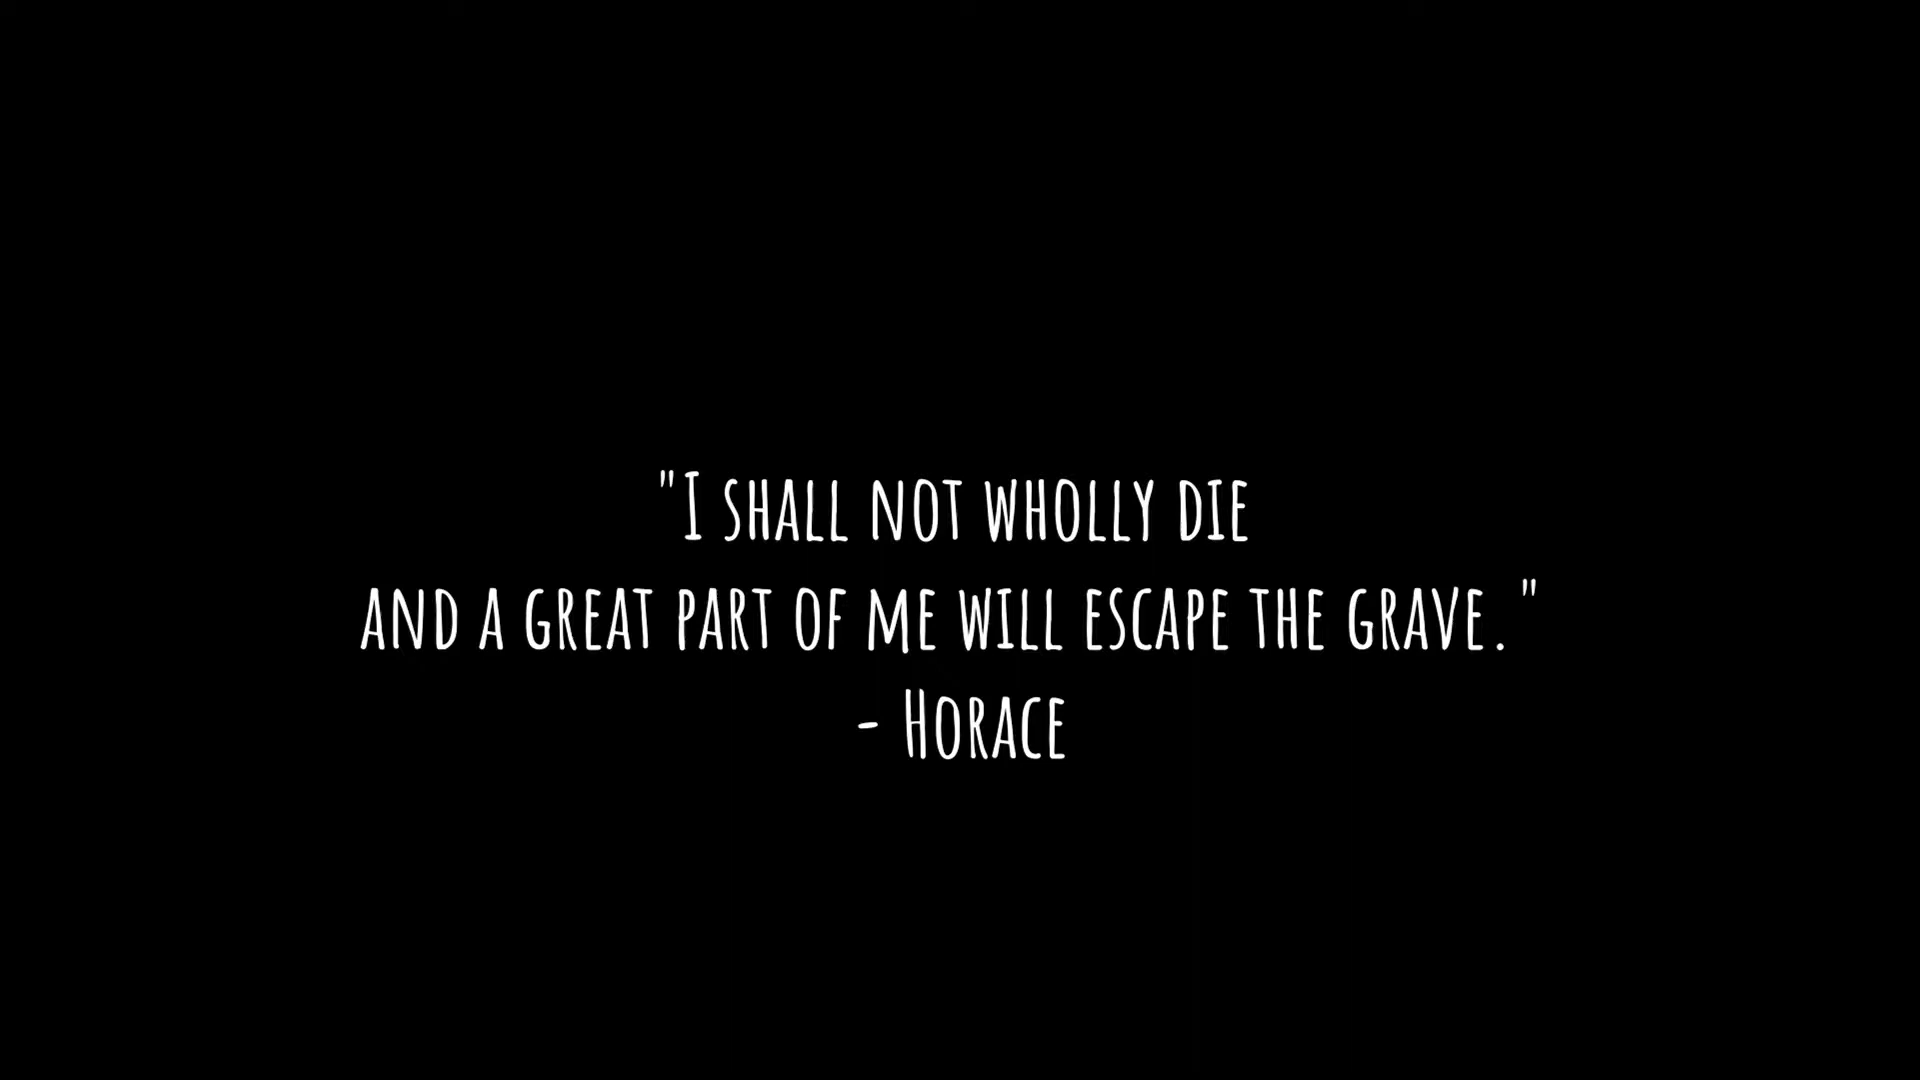 "I shall not wholly die
and a great part of me will escape the grave."
- Horace